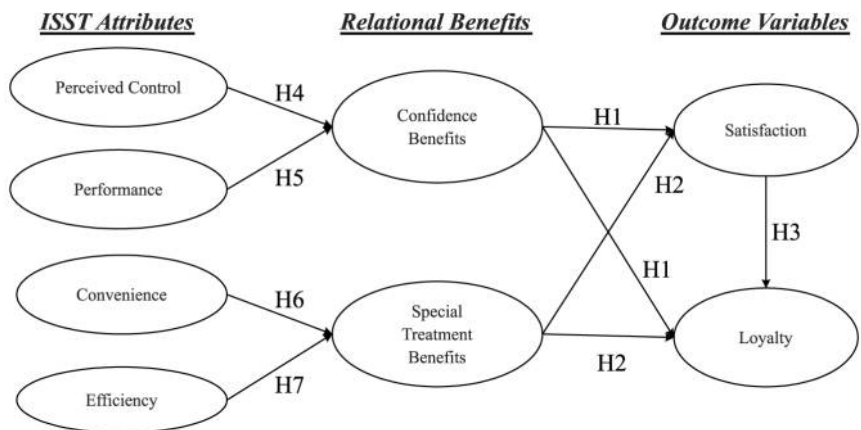 ISST Attributes
Relational Benefits
Outcome Variables
Perceived Control
H4
Confidence
Benefits
H1
Satisfaction
Performance
H5
H2
H3
Convenience
H6
H1
Special
Treatment
Benefits
Loyalty
H2
Efficiency
H7